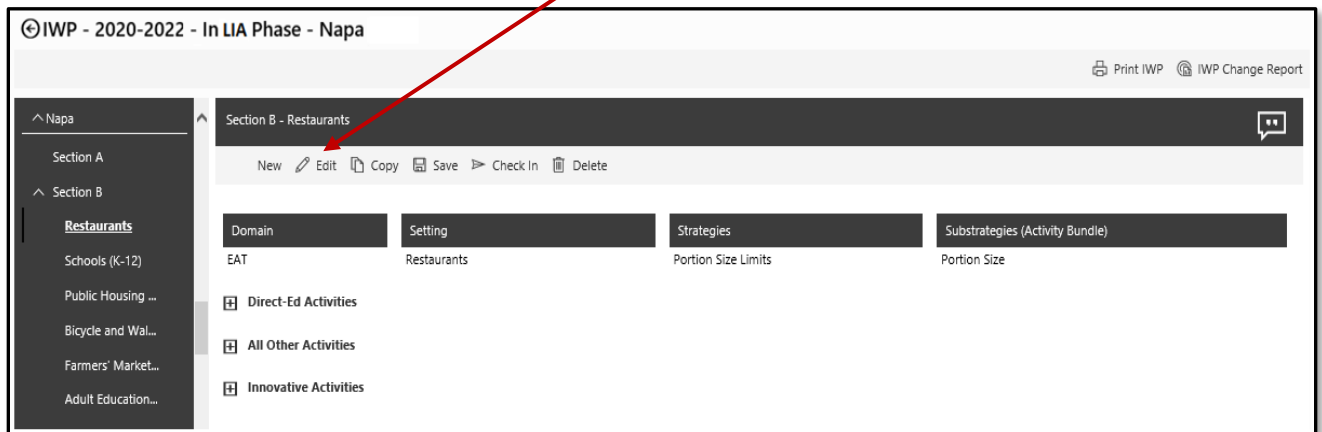 IWP - 2020-2022 - In LIA Phase - Napa
Print IWP IWP Change Report
Napa
Section A
Section B
Restaurants
Schools (K-12)
Public Housing ...
Bicycle and Wal...
Farmers' Market...
Adult Education...
Section B - Restaurants
New Edit Copy Save Check In Delete
Domain Setting Strategies Substrategies (Activity Bundle)
EAT Restaurants Portion Size Limits Portion Size
Direct-Ed Activities
All Other Activities
Innovative Activities